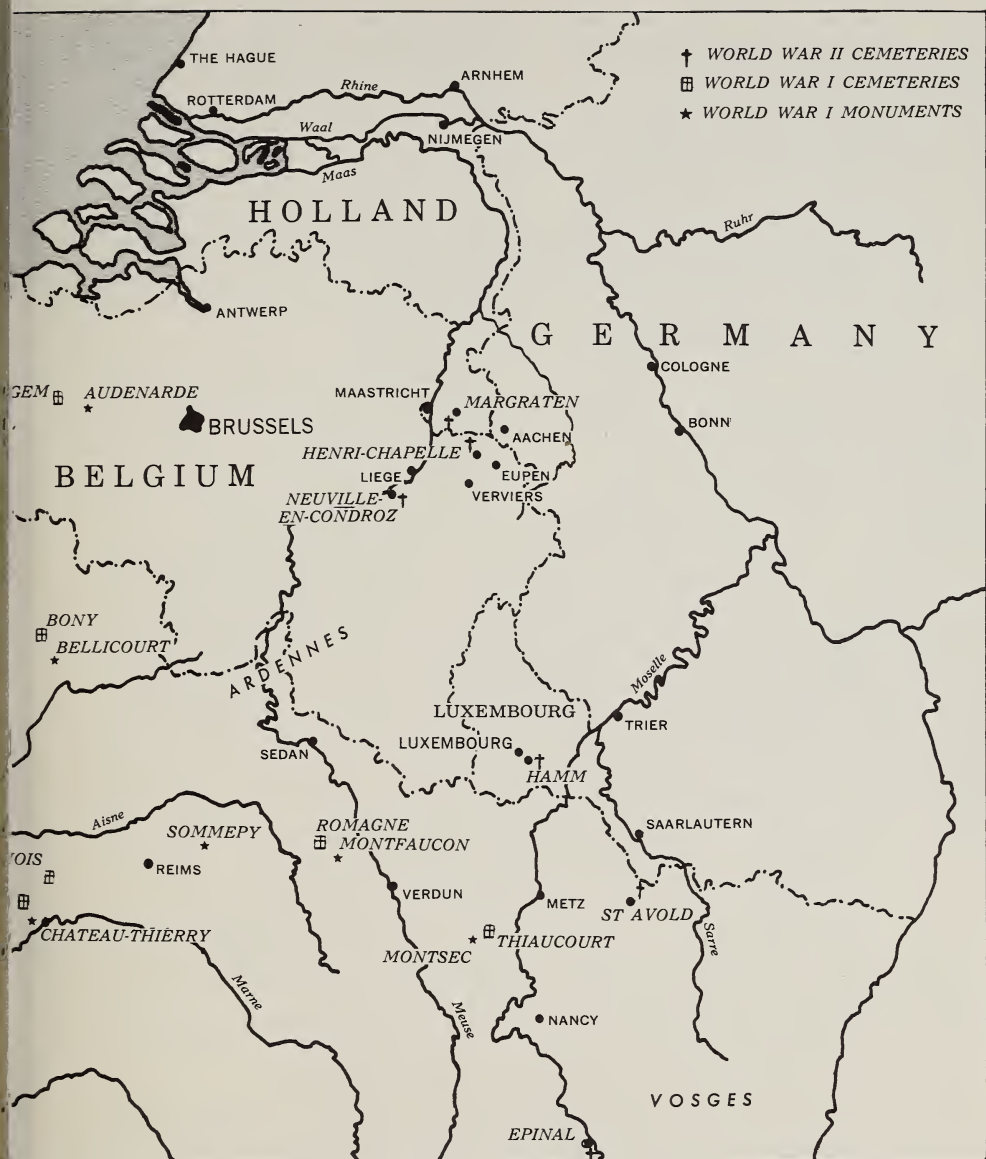 THE HAGUE
† WORLD WAR II CEMETERIES
WORLD WAR I CEMETERIES
★ WORLD WAR I MONUMENTS
ARNHEM
Rhine
ROTTERDAM
Waal
NIJMEGEN
Maas
HOLLAND
Ruhr
ANTWERP
GERMANY
COLOGNE
GEM
AUDENARDE
MAASTRICHT
MARGRATEN
BRUSSELS
BONN
AACHEN
HENRI-CHAPELLE
BELGIUM
LIEGE
EUPEN
VERVIERS
NEUVILLE-
EN-CONDROZ
BONY
BELLICOURT
ARDENNES
Moselle
LUXEMBOURG
TRIER
LUXEMBOURG
SEDAN
HAMM
Aisne
SOMMEPY
ROMAGNE
MONTFAUCON
SAARLAUTERN
OIS
REIMS
VERDUN
METZ
ST AVOLD
CHATEAU-THIERRY
THIAUCOURT
MONTSEC
Sarre
Marne
Meuse
NANCY
VOSGES
EPINAL